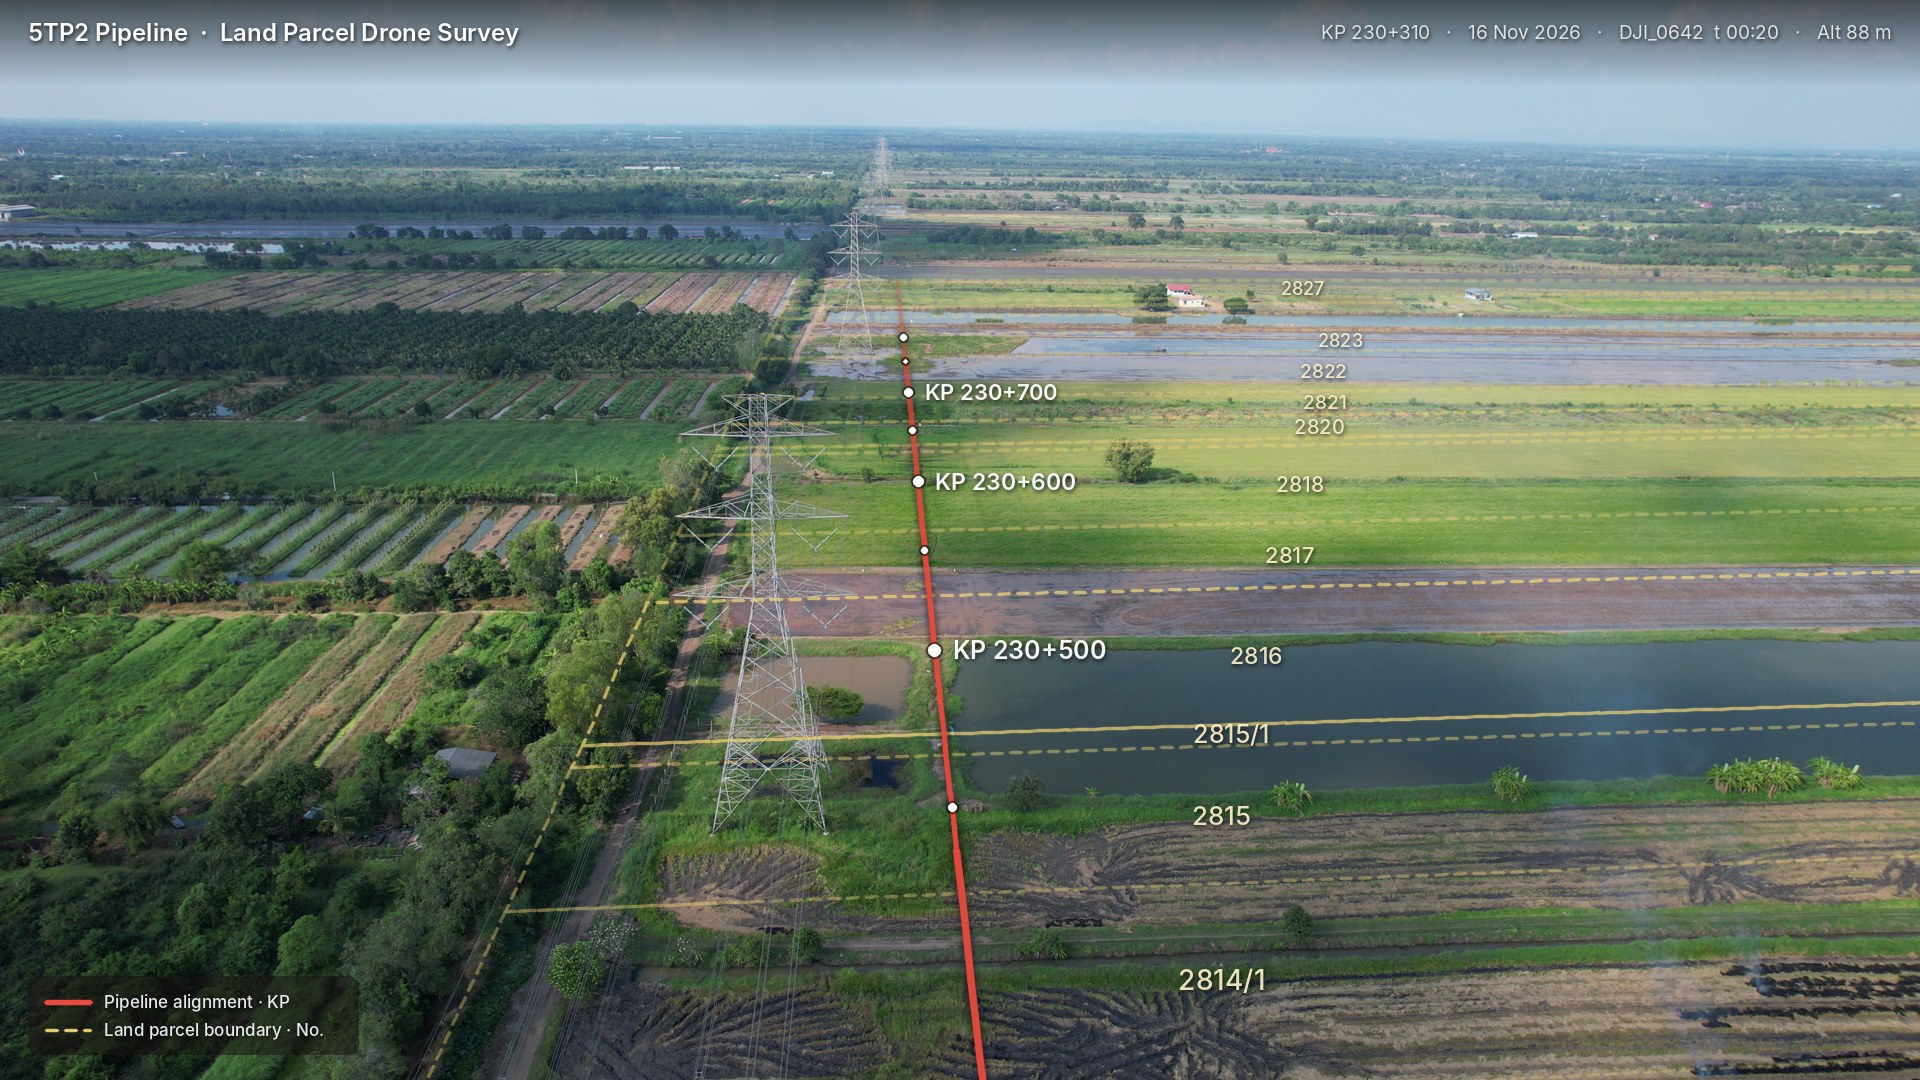 5TP2 Pipeline · Land Parcel Drone Survey
KP 230+310 · 16 Nov 2026 · DJI_0642 t 00:20 · Alt 88 m
2827
2823
2822
KP 230+700
2821
2820
KP 230+600
2818
2817
KP 230+500
2816
2815/1
2815
2814/1
Pipeline alignment · KP
Land parcel boundary · No.